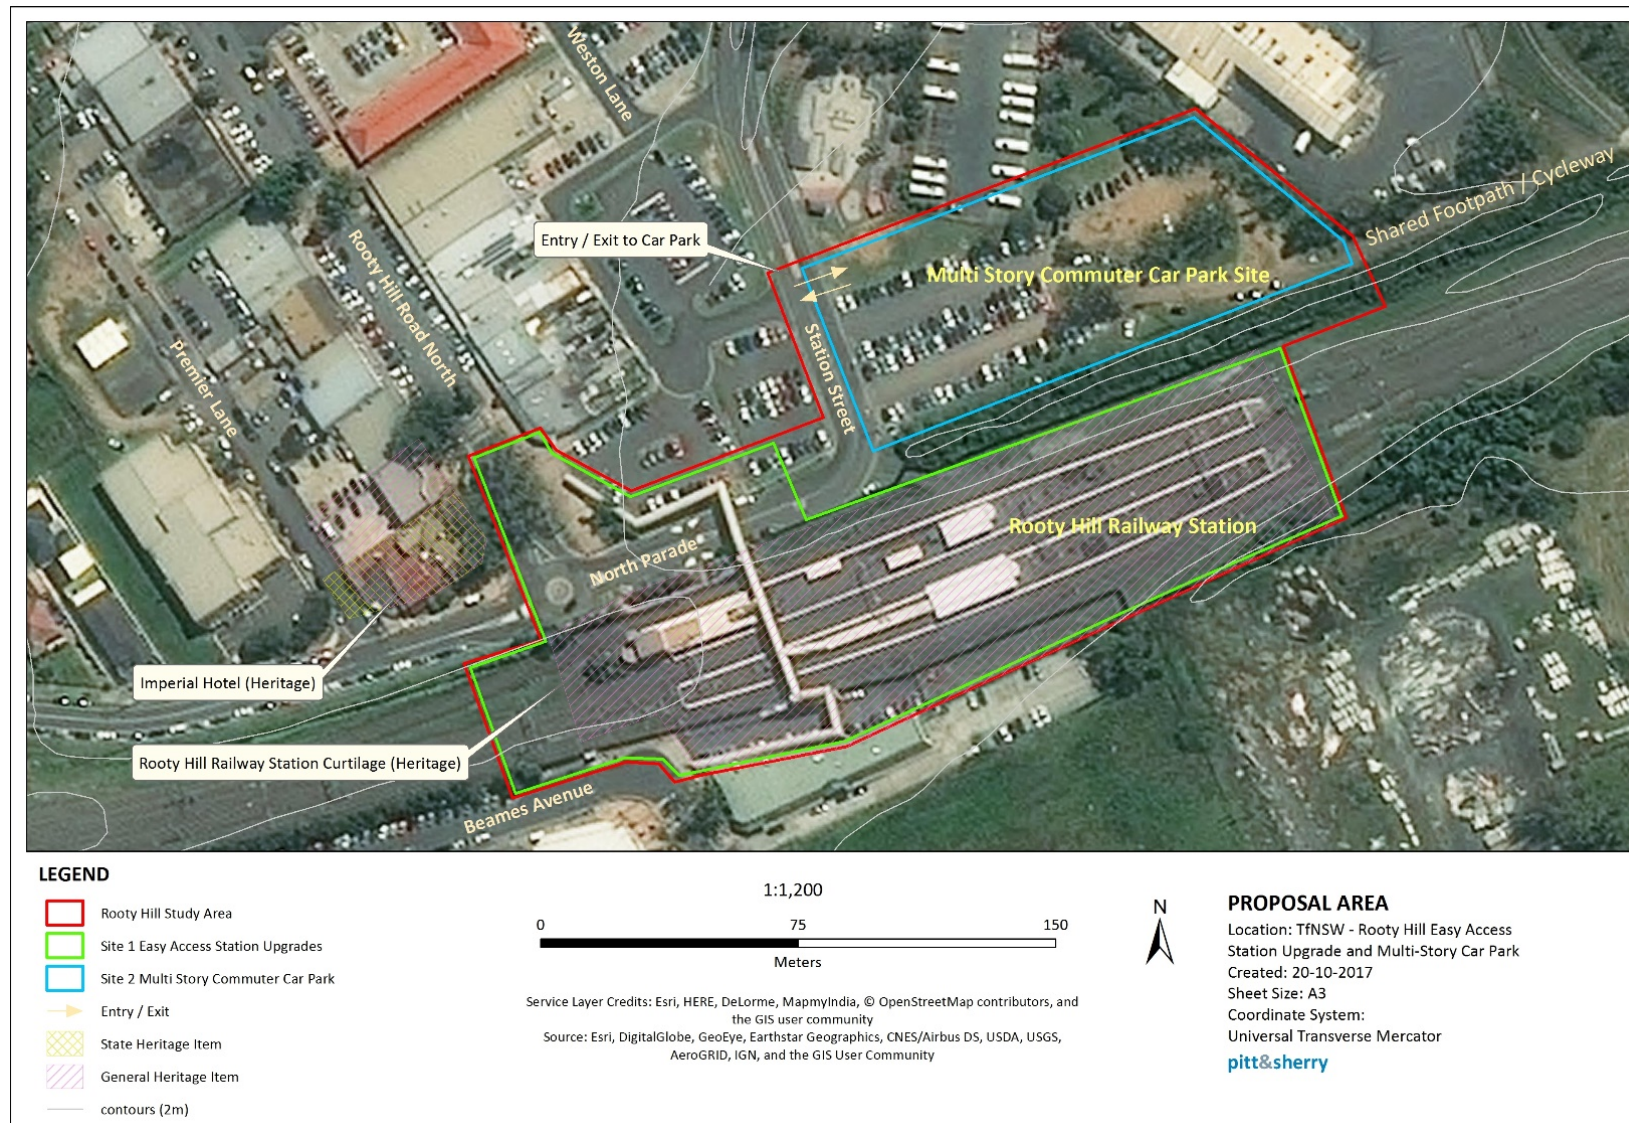 Weston Lane
Shared Footpath / Cycleway
Entry / Exit to Car Park
Rooty Hill Road North
Multi Story Commuter Car Park Site
Premier Lane
Station Street
Rooty Hill Railway Station
North Parade
Imperial Hotel (Heritage)
Rooty Hill Railway Station Curtilage (Heritage)
Beames Avenue
LEGEND
Rooty Hill Study Area
Site 1 Easy Access Station Upgrades
Site 2 Multi Story Commuter Car Park
Entry / Exit
State Heritage Item
General Heritage Item
contours (2m)
1:1,200
0 75 150
Meters
Service Layer Credits: Esri, HERE, DeLorme, MapmyIndia, © OpenStreetMap contributors, and
the GIS user community
Source: Esri, DigitalGlobe, GeoEye, Earthstar Geographics, CNES/Airbus DS, USDA, USGS,
AeroGRID, IGN, and the GIS User Community
N
PROPOSAL AREA
Location: TfNSW - Rooty Hill Easy Access
Station Upgrade and Multi-Story Car Park
Created: 20-10-2017
Sheet Size: A3
Coordinate System:
Universal Transverse Mercator
pitt&sherry